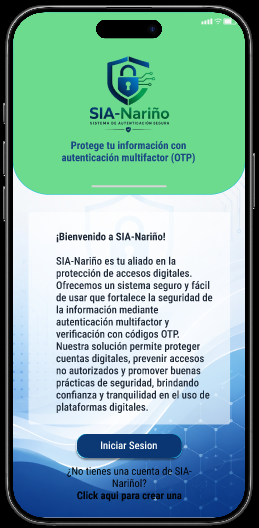 SIA-Nariño
SISTEMA DE AUTENTICACIÓN SEGURA
Protege tu información con
autenticación multifactor (OTP)
¡Bienvenido a SIA-Nariño!
SIA-Nariño es tu aliado en la
protección de accesos digitales.
Ofrecemos un sistema seguro y fácil
de usar que fortalece la seguridad de
la información mediante
autenticación multifactor y
verificación con códigos OTP.
Nuestra solución permite proteger
cuentas digitales, prevenir accesos
no autorizados y promover buenas
prácticas de seguridad, brindando
confianza y tranquilidad en el uso de
plataformas digitales.
Iniciar Sesion
¿No tienes una cuenta de SIA-
Nariñol?
Click aqui para crear una